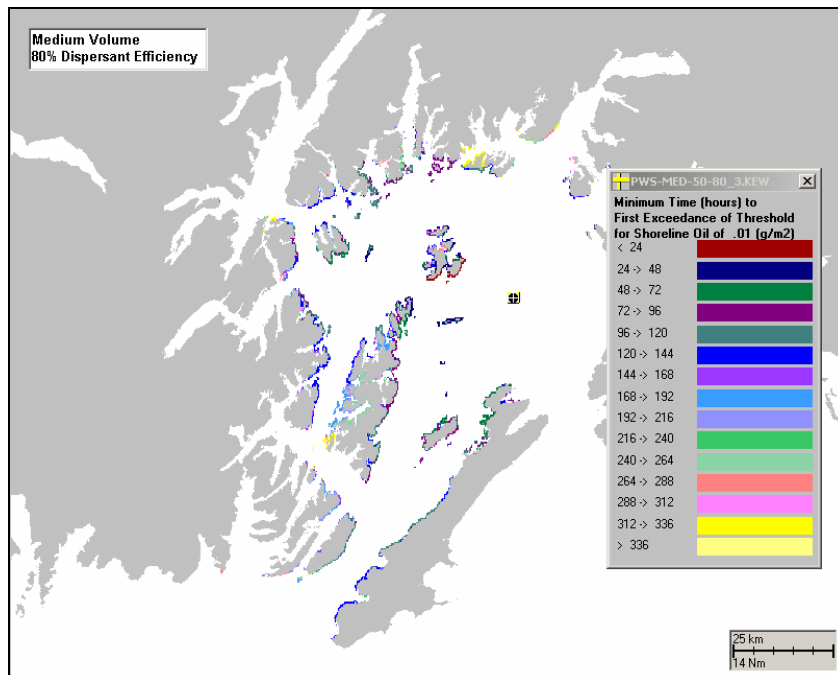 Medium Volume
80% Dispersant Efficiency
PWS-MED-50-80_3.KEW
Minimum Time (hours) to
First Exceedance of Threshold
for Shoreline Oil of .01 (g/m2)
< 24
24 -> 48
48 -> 72
72 -> 96
96 -> 120
120 -> 144
144 -> 168
168 -> 192
192 -> 216
216 -> 240
240 -> 264
264 -> 288
288 -> 312
312 -> 336
> 336
25 km
14 Nm